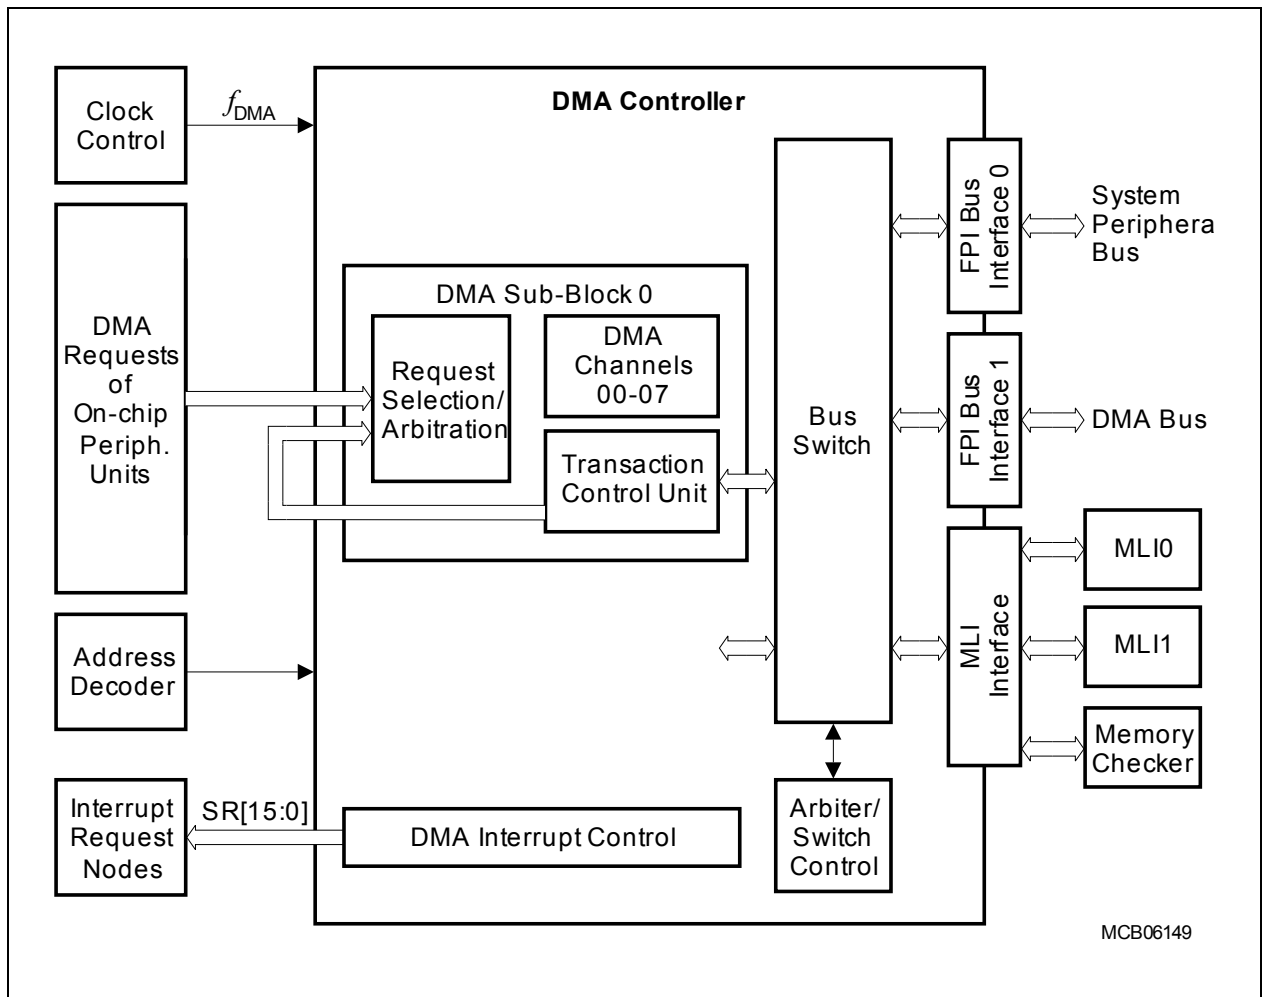 DMA Controller
Clock
Control
fDMA
DMA
Requests
of
On-chip
Periph.
Units
Address
Decoder
Interrupt
Request
Nodes
SR[15:0]
DMA Sub-Block 0
Request
Selection/
Arbitration
DMA
Channels
00-07
Transaction
Control Unit
DMA Interrupt Control
Bus
Switch
Arbiter/
Switch
Control
FPI Bus
Interface 0
FPI Bus
Interface 1
MLI
Interface
System
Periphera
Bus
DMA Bus
MLI0
MLI1
Memory
Checker
MCB06149